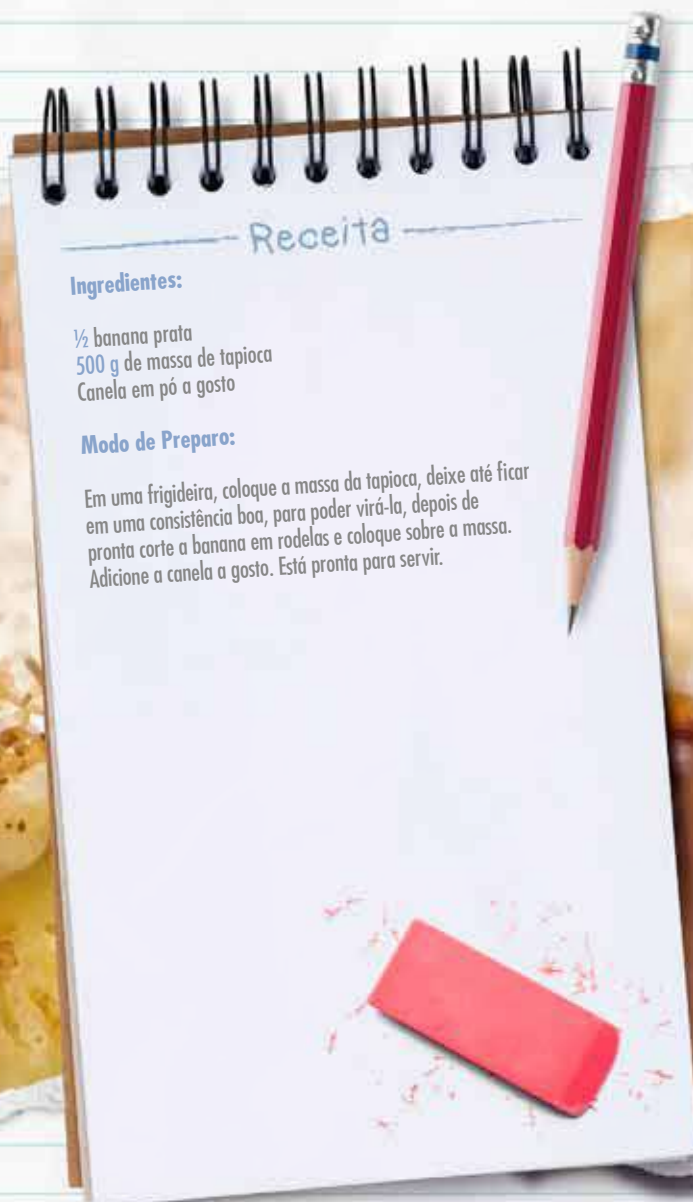 Receita
Ingredientes:
½ banana prata
500 g de massa de tapioca
Canela em pó a gosto
Modo de Preparo:
Em uma frigideira, coloque a massa da tapioca, deixe até ficar
em uma consistência boa, para poder virá-la, depois de
pronta corte a banana em rodelas e coloque sobre a massa.
Adicione a canela a gosto. Está pronta para servir.